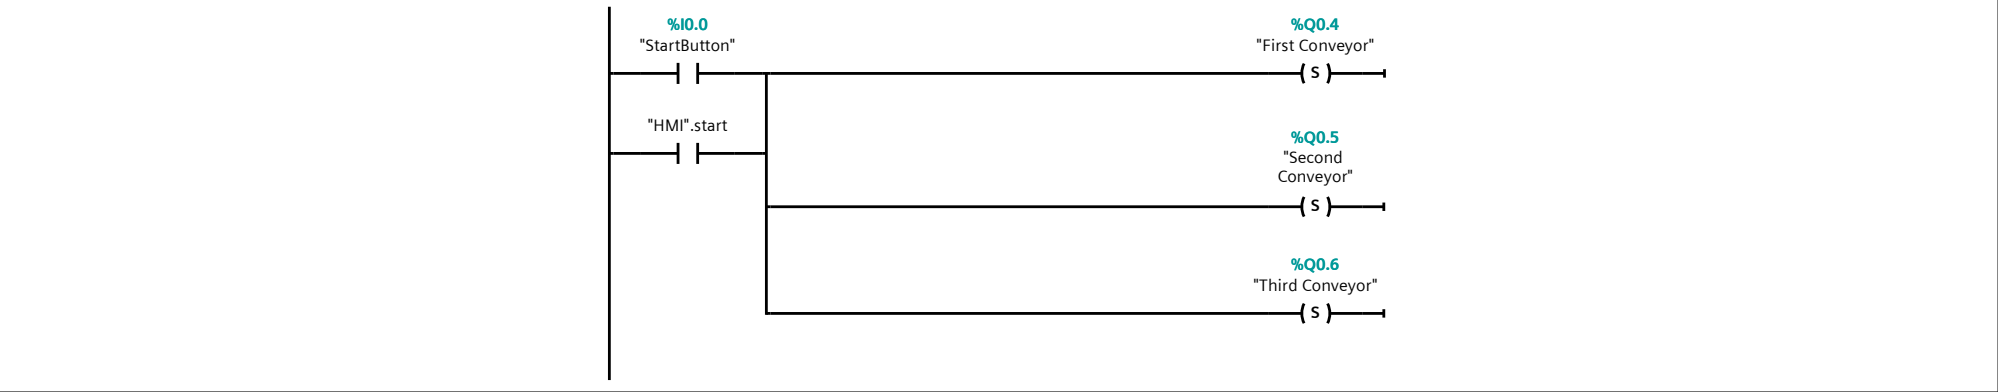 %I0.0
"StartButton"
%Q0.4
"First Conveyor"
S
"HMI".start
%Q0.5
"Second
Conveyor"
S
%Q0.6
"Third Conveyor"
S